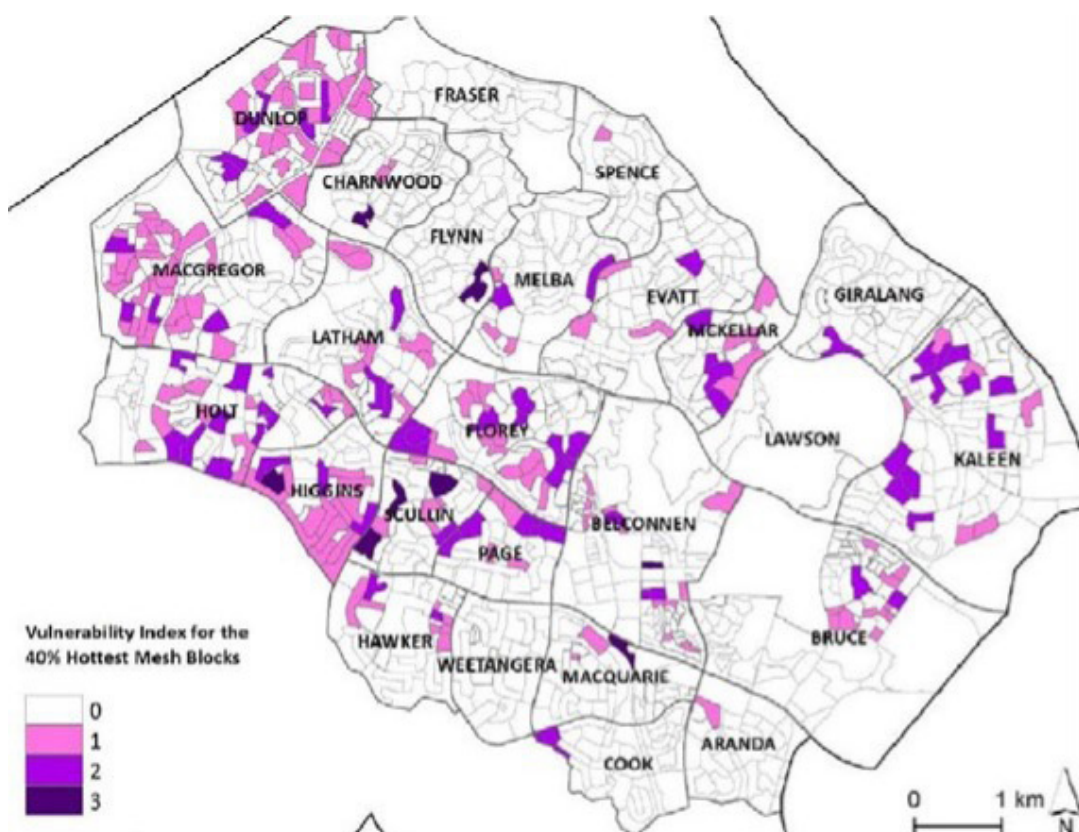 FRASER
DUNLOP
SPENCE
CHARNWOOD
FLYNN
MACGREGOR
MELBA
EVATT
GIRALANG
LATHAM
MCKELLAR
HOLT
FLOREY
LAWSON
KALEEN
HIGGINS
SCULLIN
BELCONNEN
PAGE
HAWKER
WEETANGERA
MACQUARIE
BRUCE
COOK
ARANDA
Vulnerability Index for the
40% Hottest Mesh Blocks
0
1
2
3
0 1 km
N